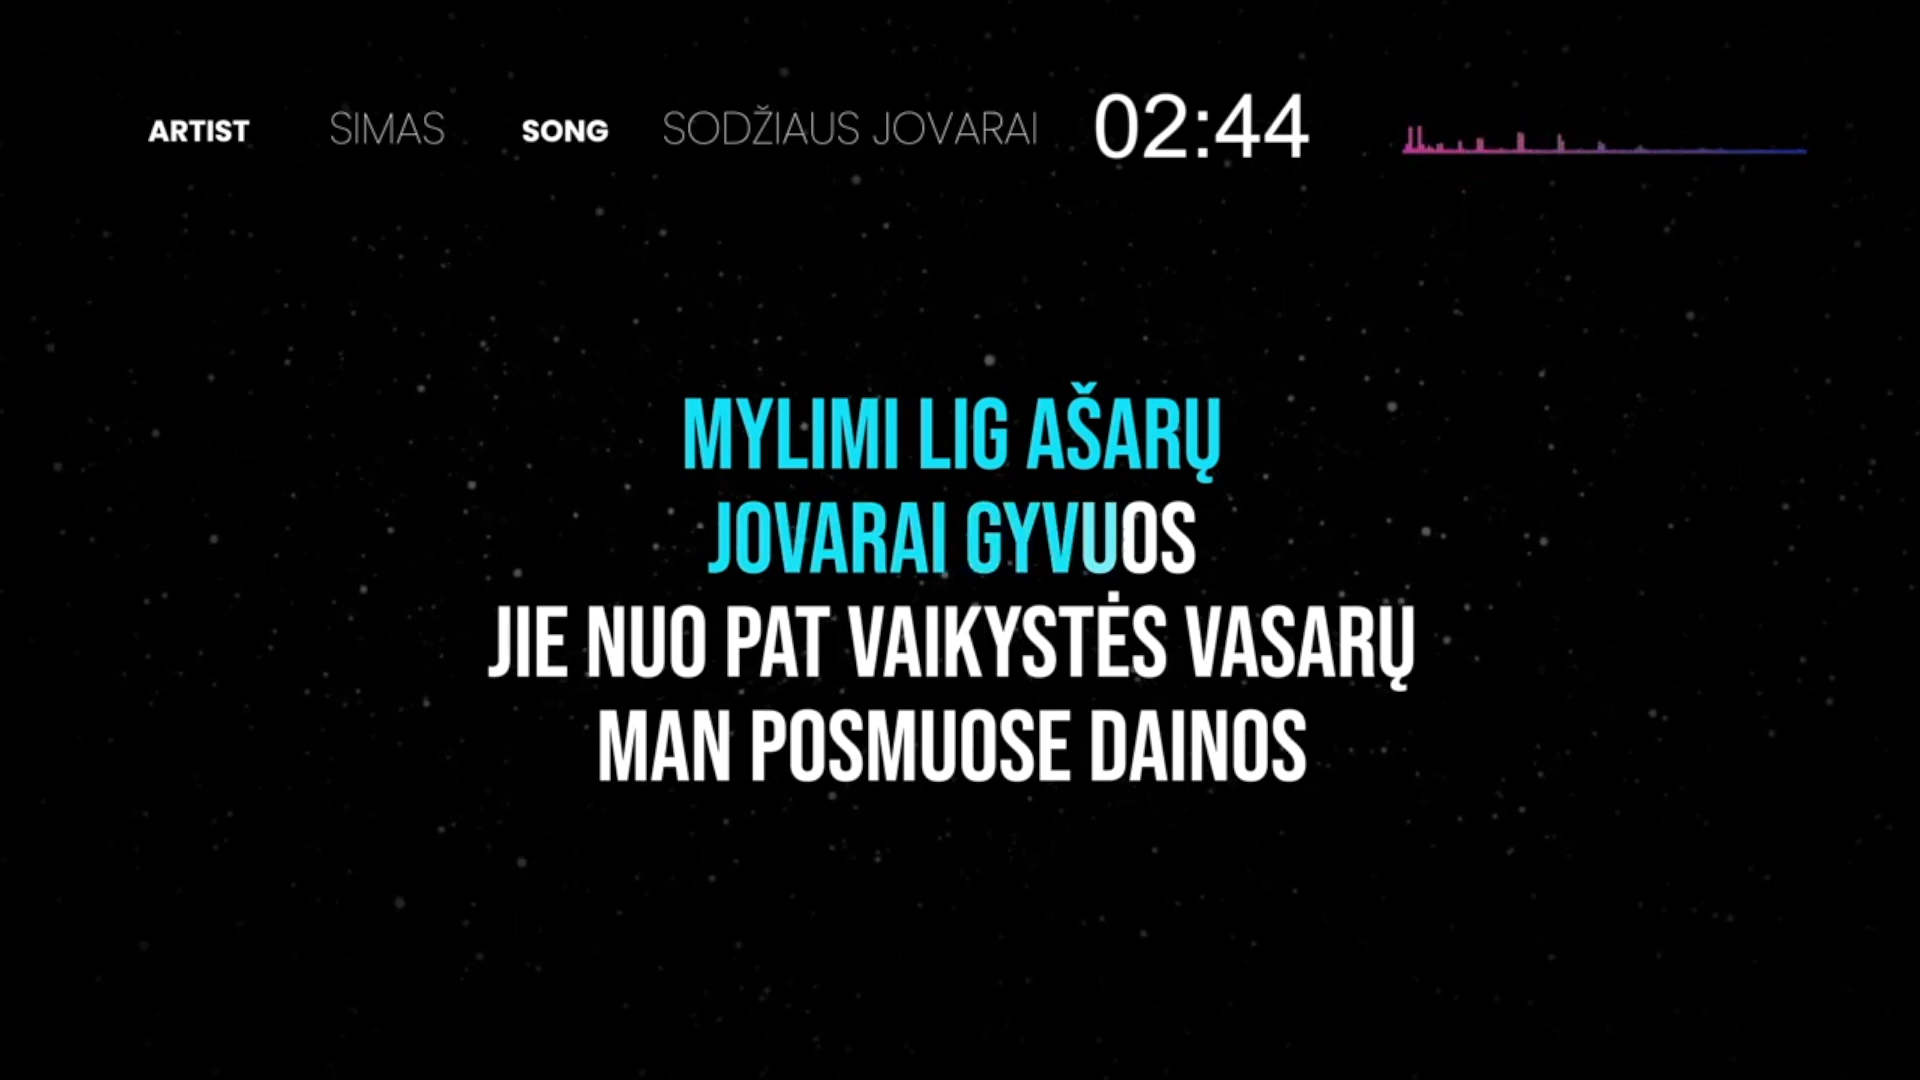 ARTIST SIMAS SONG SODŽIAUS JOVARAI 02:44
MYLIMI LIG AŠARŲ
JOVARAI GYVUOS
JIE NUO PAT VAIKYSTĖS VASARŲ
MAN POSMUOSE DAINOS